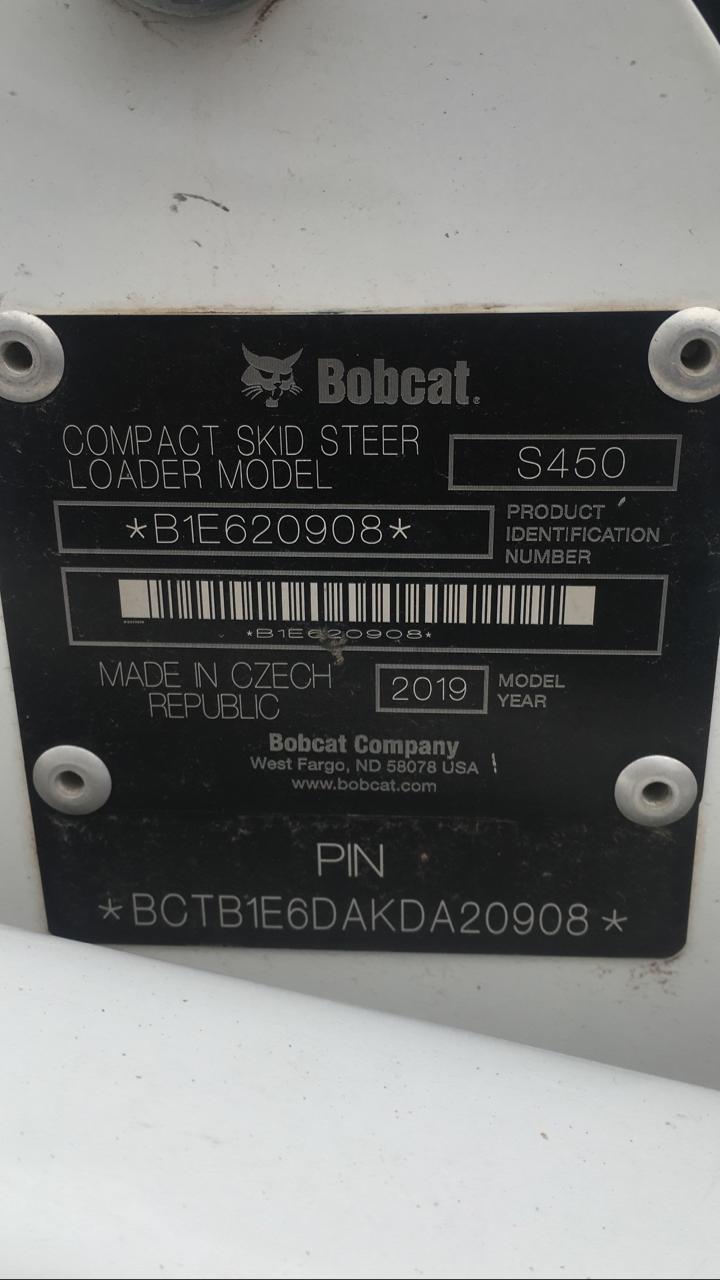 Bobcat
COMPACT SKID STEER
LOADER MODEL
S450
*B1E620908*
PRODUCT
IDENTIFICATION
NUMBER
*B1E620908*
MADE IN CZECH
REPUBLIC
2019
MODEL
YEAR
Bobcat Company
West Fargo, ND 58078 USA
www.bobcat.com
PIN
*BCTB1E6DAKDA20908*